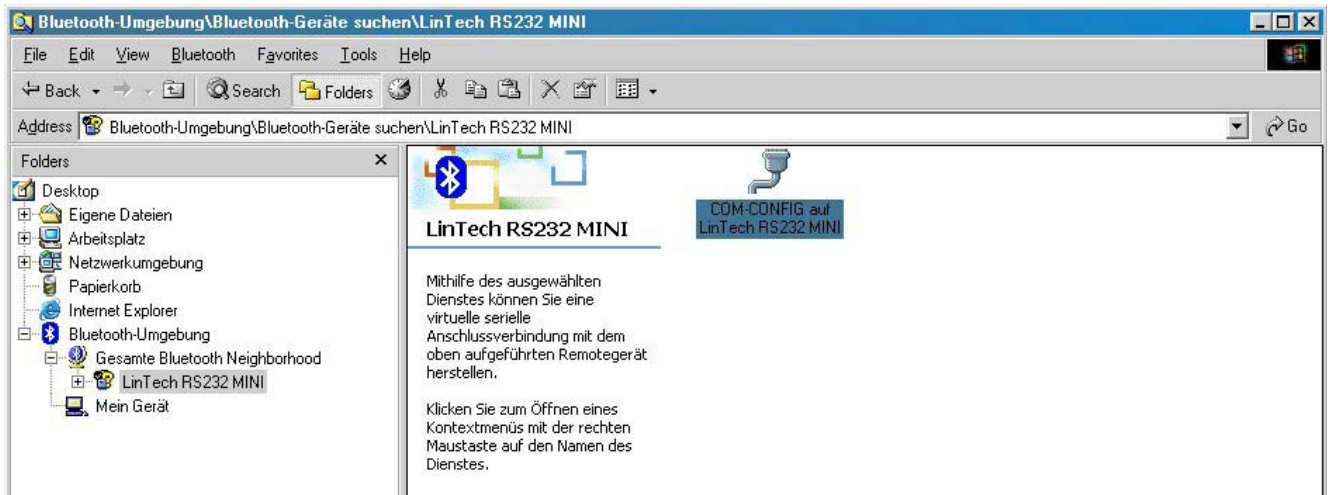 Bluetooth-Umgebung\Bluetooth-Geräte suchen\LinTech RS232 MINI
File Edit View Bluetooth Favorites Tools Help
Back Search Folders
Address Bluetooth-Umgebung\Bluetooth-Geräte suchen\LinTech RS232 MINI Go
Folders
Desktop
Eigene Dateien
Arbeitsplatz
Netzwerkumgebung
Papierkorb
Internet Explorer
Bluetooth-Umgebung
Gesamte Bluetooth Neighborhood
LinTech RS232 MINI
Mein Gerät
LinTech RS232 MINI
Mithilfe des ausgewählten
Dienstes können Sie eine
virtuelle serielle
Anschlussverbindung mit dem
oben aufgeführten Remotegerät
herstellen.
Klicken Sie zum Öffnen eines
Kontextmenüs mit der rechten
Maustaste auf den Namen des
Dienstes.
COM-CONFIG auf
LinTech RS232 MINI